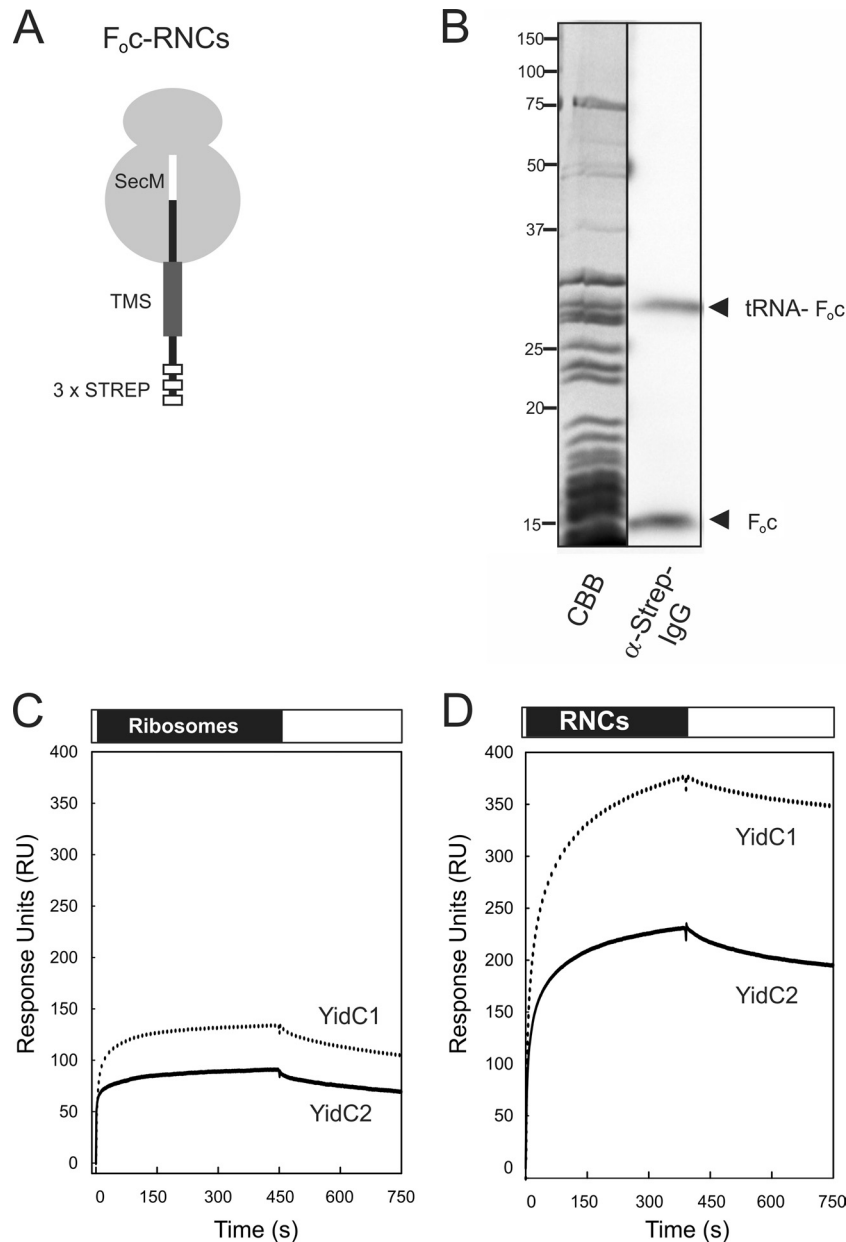 A
FₒC-RNCs
SecM
TMS
3 x STREP
B
150
100
75
50
37
25
20
15
tRNA- Fₒc
Fₒc
CBB
α-Strep-
IgG
C
Ribosomes
Response Units (RU)
400
350
300
250
200
150
100
50
0
YidC1
YidC2
0 150 300 450 600 750
Time (s)
D
RNCs
Response Units (RU)
400
350
300
250
200
150
100
50
0
YidC1
YidC2
0 150 300 450 600 750
Time (s)